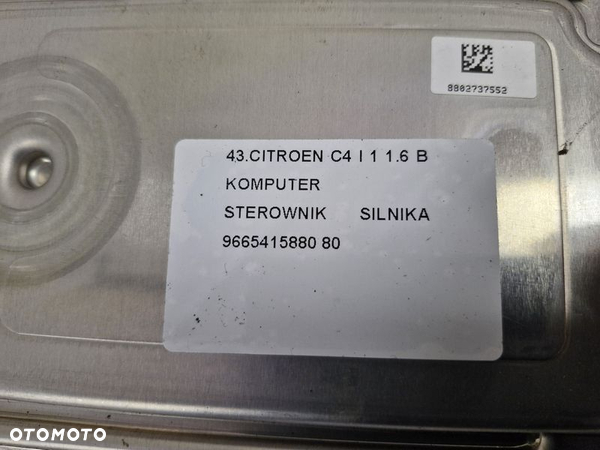 8802737552
43.CITROEN C4 I 1 1.6 B
KOMPUTER
STEROWNIK SILNIKA
9665415880 80
OTOMOTO